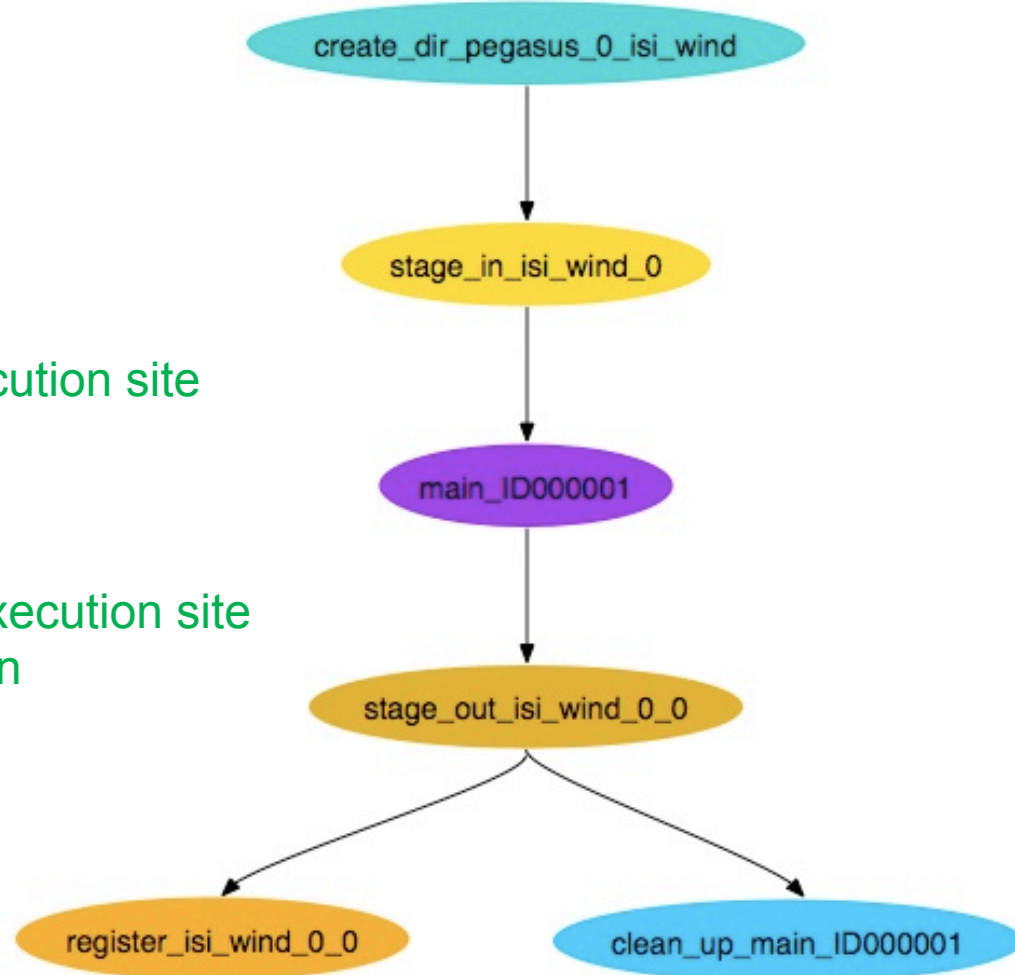 create_dir_pegasus_0_isi_wind
stage_in_isi_wind_0
cution site
main_ID000001
xecution site
n
stage_out_isi_wind_0_0
register_isi_wind_0_0
clean_up_main_ID000001